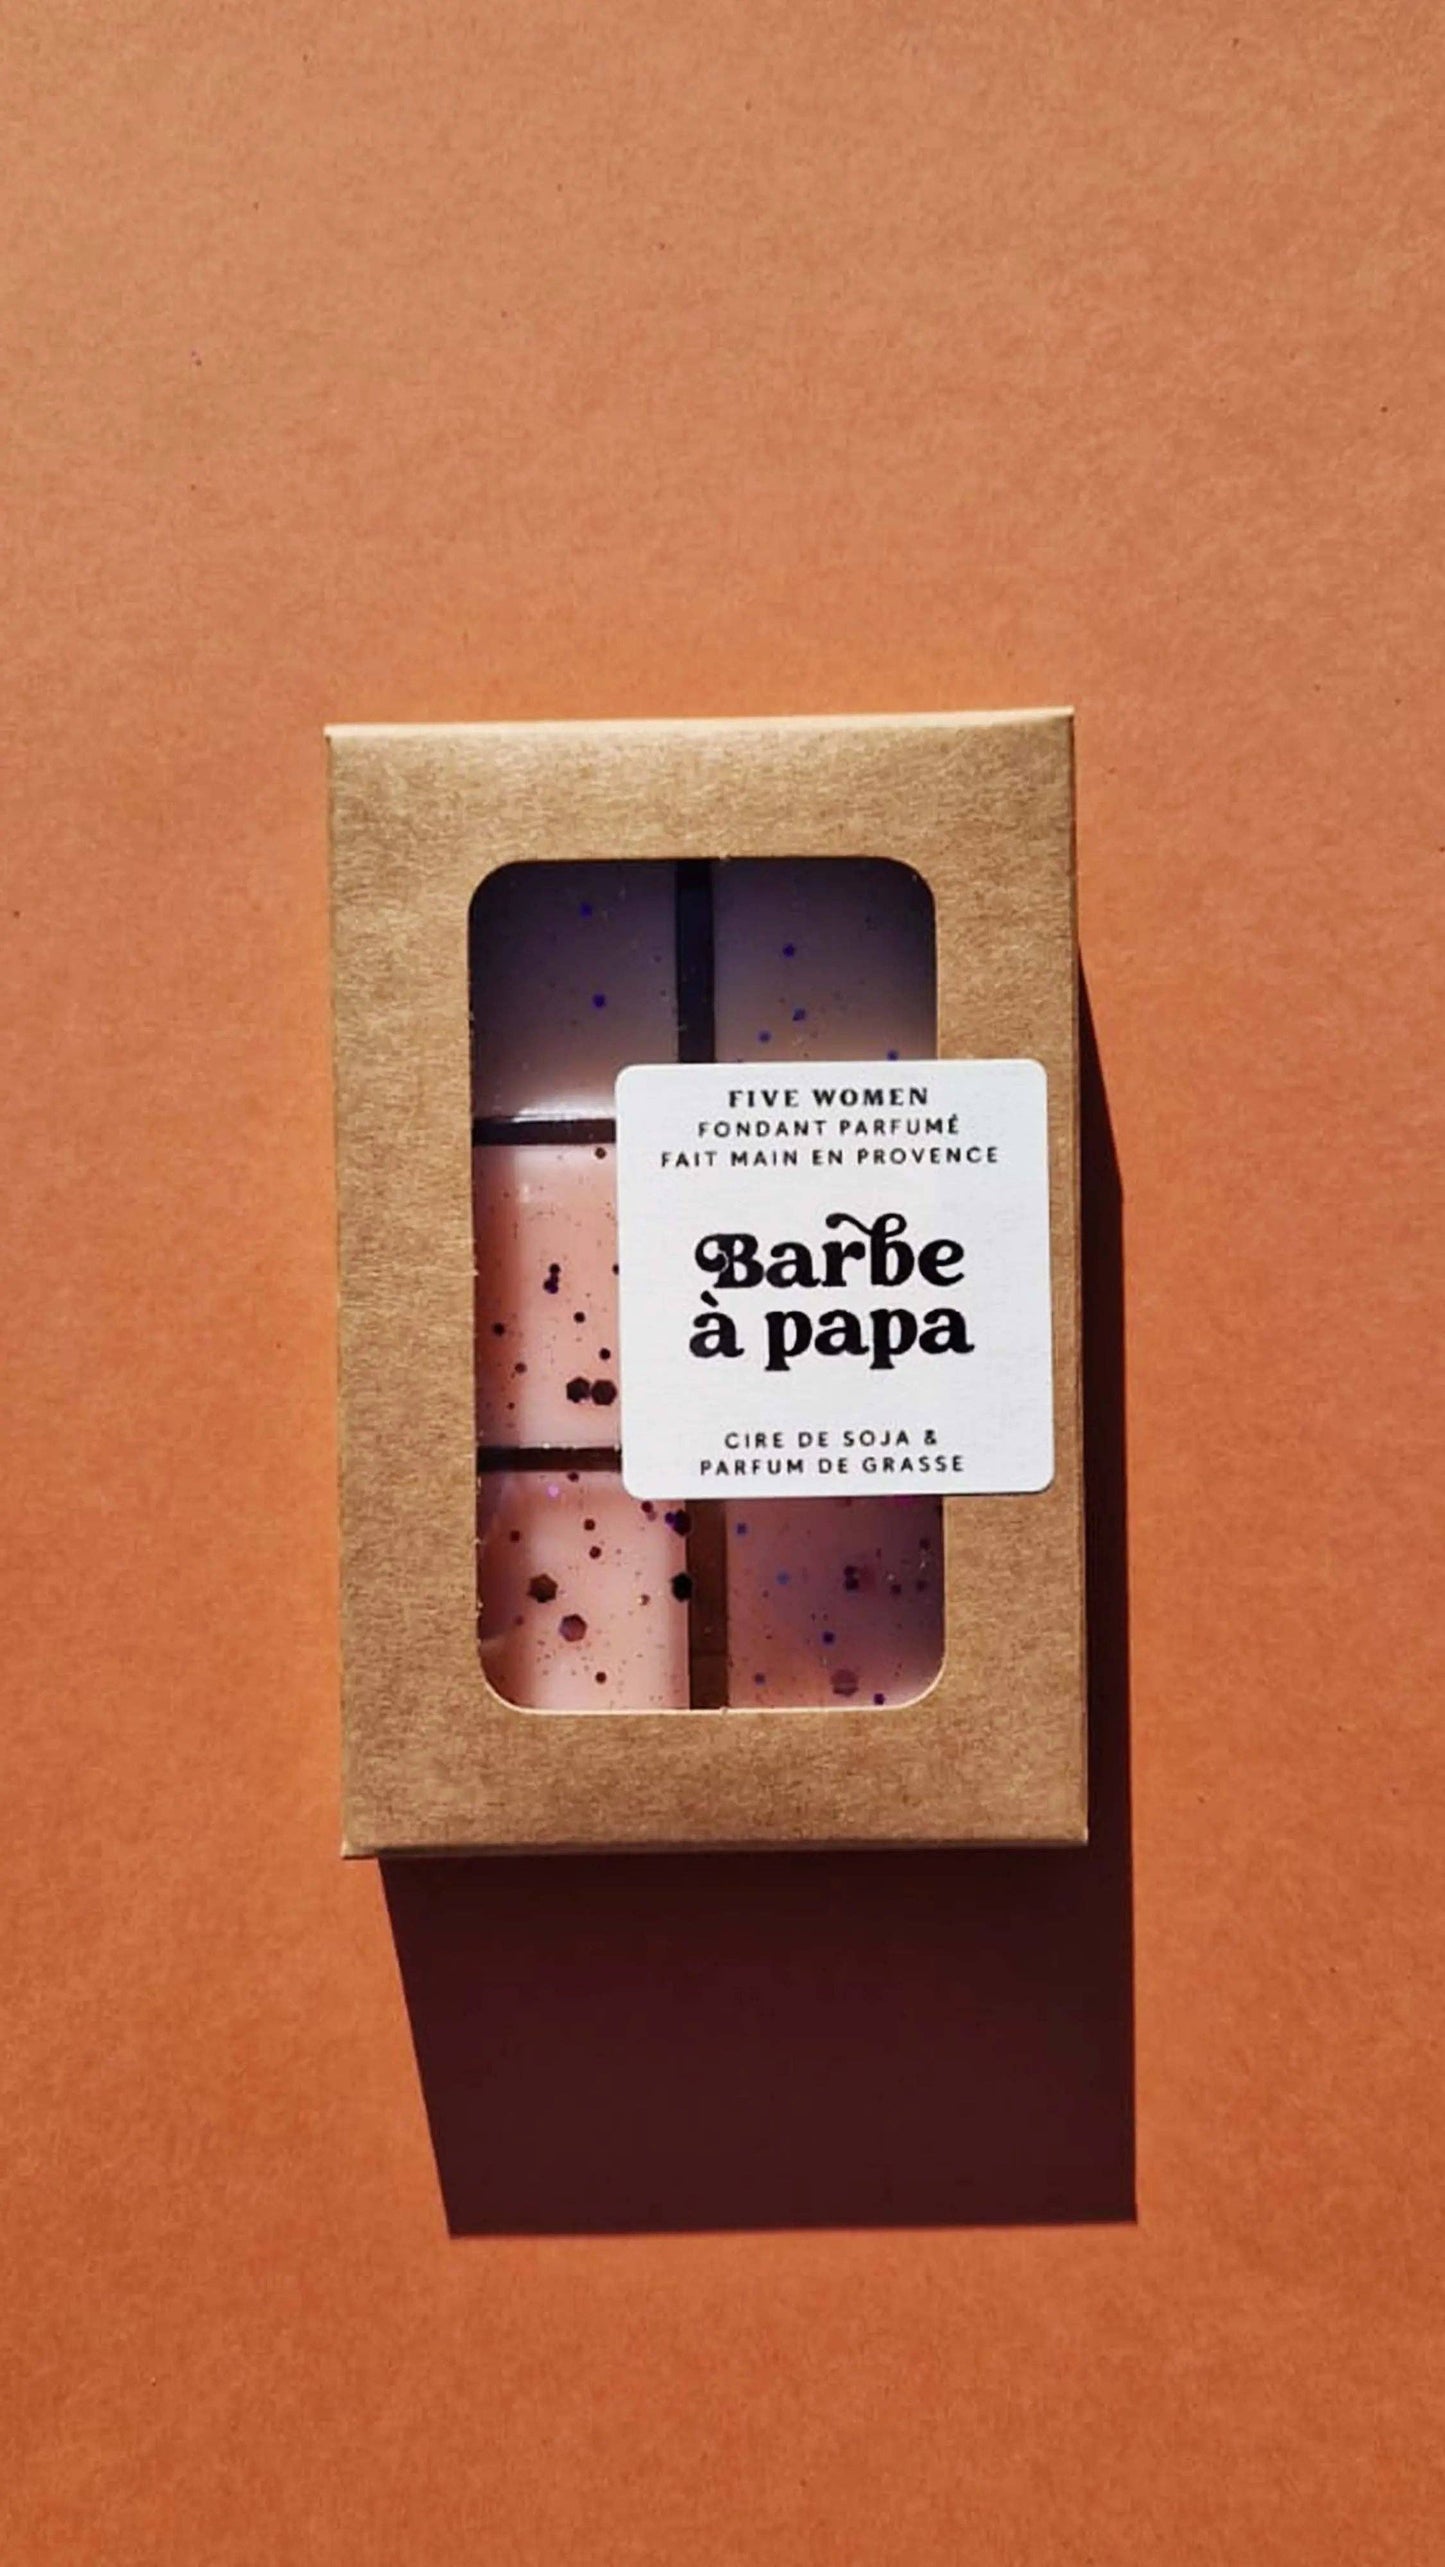 FIVE WOMEN
FONDANT PARFUMÉ
FAIT MAIN EN PROVENCE
Barbe
à papa
CIRE DE SOJA &
PARFUM DE GRASSE